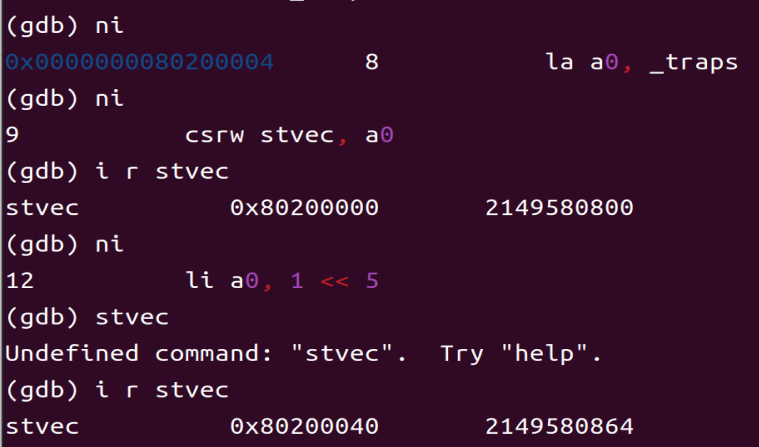 (gdb) ni
0x0000000080200004 8 la a0, _traps
(gdb) ni
9 csrw stvec, a0
(gdb) i r stvec
stvec 0x80200000 2149580800
(gdb) ni
12 li a0, 1 << 5
(gdb) stvec
Undefined command: "stvec". Try "help".
(gdb) i r stvec
stvec 0x80200040 2149580864